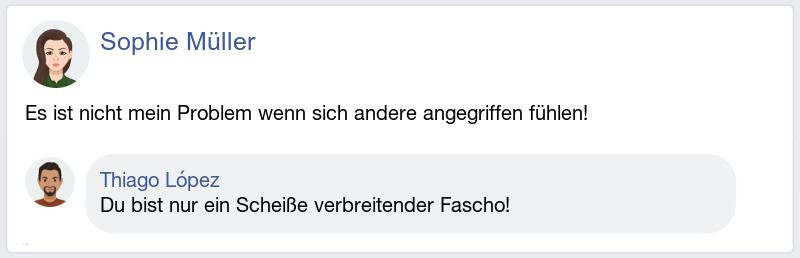 Sophie Müller
Es ist nicht mein Problem wenn sich andere angegriffen fühlen!
Thiago López
Du bist nur ein Scheiße verbreitender Fascho!